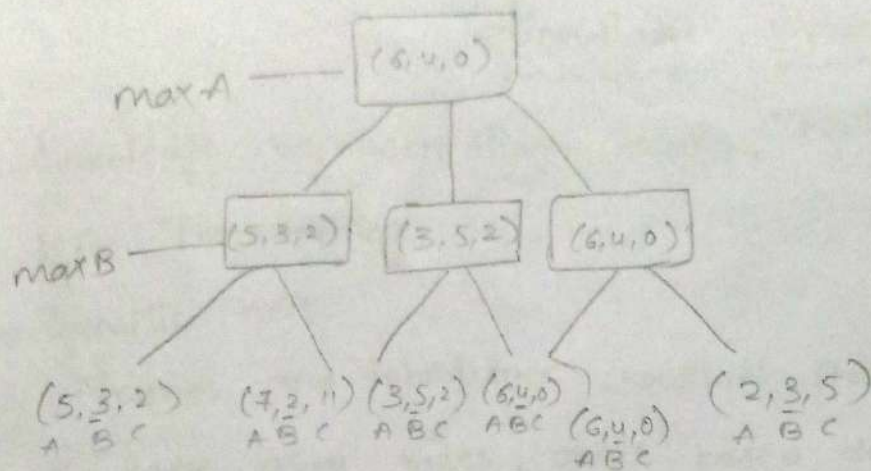 (6,4,0)
max A
(5,3,2) (3,5,2) (6,4,0)
max B
(5,3,2) (7,2,1) (3,5,2) (6,4,0) (6,4,0) (2,3,5)
A B C A B C A B C A B C A B C A B C